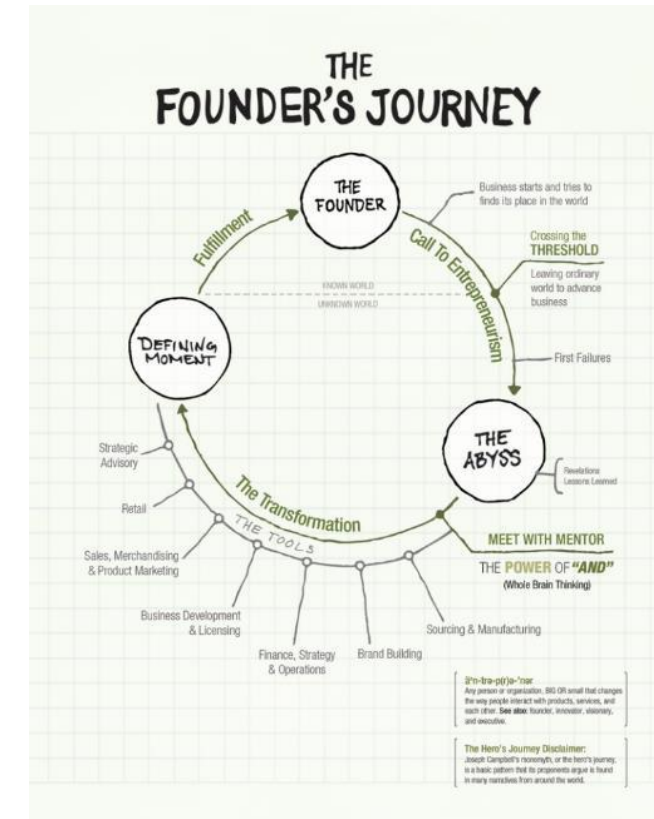 THE
FOUNDER'S JOURNEY
THE
FOUNDER
Business starts and tries to
finds its place in the world
Fulfillment
Call To Entrepreneurism
Crossing the
THRESHOLD
Leaving ordinary
world to advance
business
KNOWN WORLD
UNKNOWN WORLD
DEFINING
MOMENT
First Failures
THE
ABYSS
Revelations
Lessons Learned
Strategic
Advisory
The Transformation
Retail
THE TOOLS
MEET WITH MENTOR
THE POWER OF "AND"
(Whole Brain Thinking)
Sales, Merchandising
& Product Marketing
Business Development
& Licensing
Sourcing & Manufacturing
Finance, Strategy
& Operations
Brand Building
Any person or organization, BIG OR small that changes
the way people interact with products, services, and
each other. See also: founder, innovator, visionary,
and executive.
The Hero's Journey Disclaimer:
Joseph Campbell's monomyth, or the hero's journey,
is a basic pattern that its proponents argue is found
in many narratives from around the world.